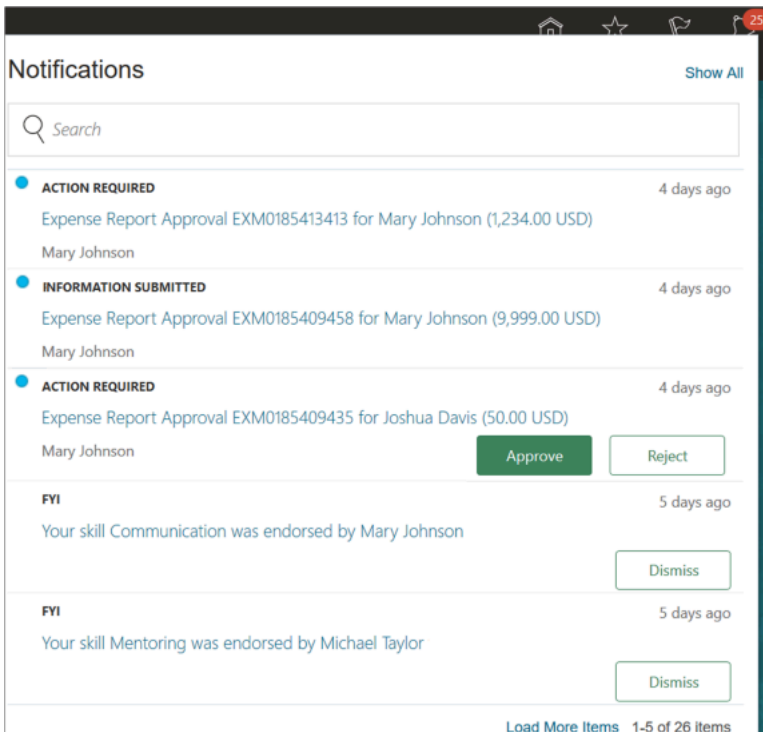 25
Notifications
Show All
Search
ACTION REQUIRED
4 days ago
Expense Report Approval EXM0185413413 for Mary Johnson (1,234.00 USD)
Mary Johnson
INFORMATION SUBMITTED
4 days ago
Expense Report Approval EXM0185409458 for Mary Johnson (9,999.00 USD)
Mary Johnson
ACTION REQUIRED
4 days ago
Expense Report Approval EXM0185409435 for Joshua Davis (50.00 USD)
Mary Johnson
Approve
Reject
FYI
5 days ago
Your skill Communication was endorsed by Mary Johnson
Dismiss
FYI
5 days ago
Your skill Mentoring was endorsed by Michael Taylor
Dismiss
Load More Items 1-5 of 26 items